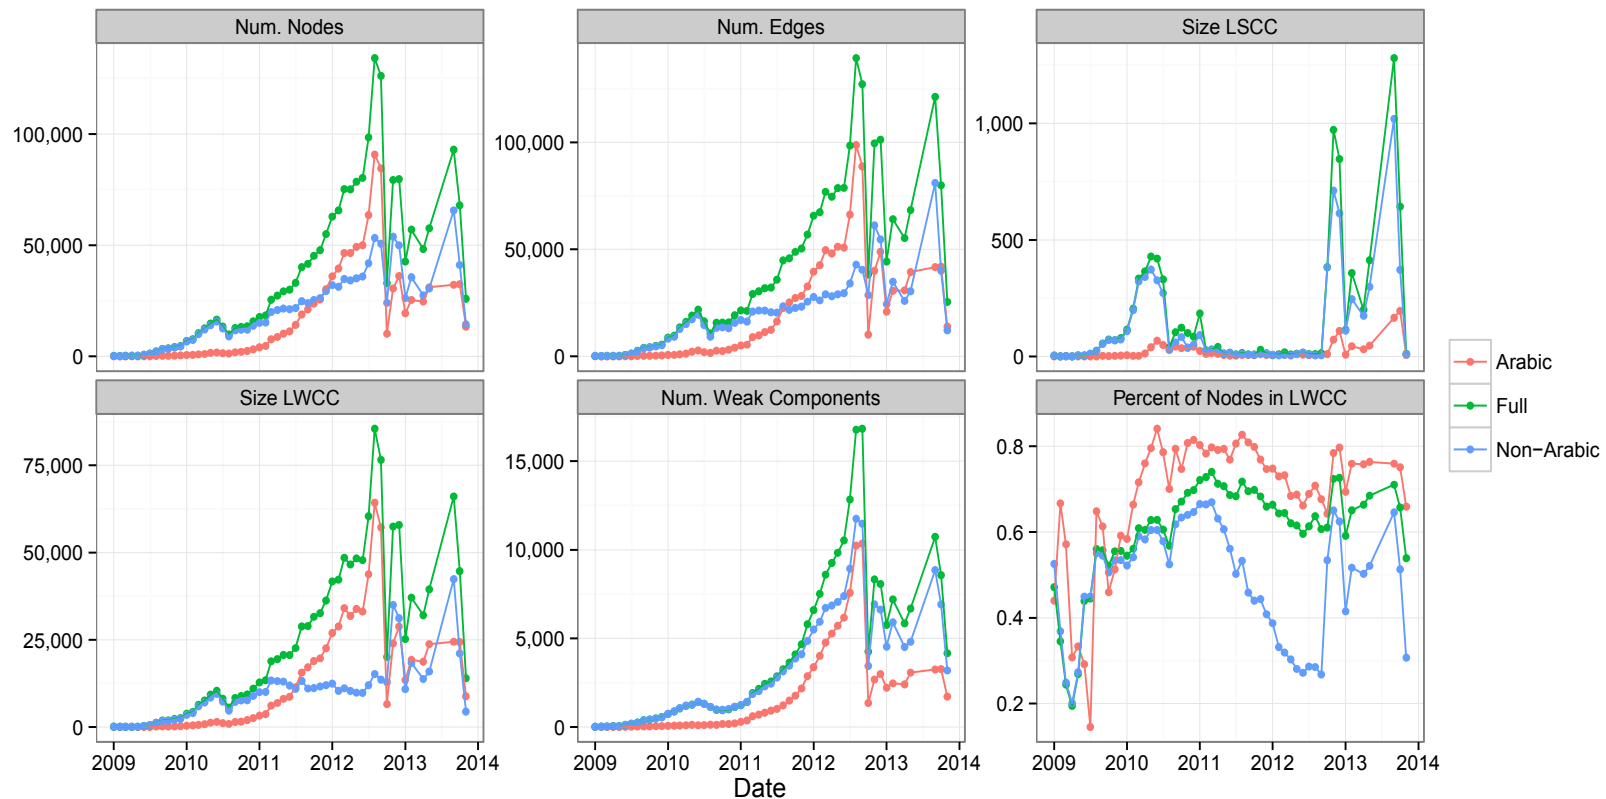 Num. Nodes
Num. Edges
Size LSCC
100,000
50,000
0
100,000
50,000
0
1,000
500
0
Size LWCC
Num. Weak Components
Percent of Nodes in LWCC
75,000
50,000
25,000
0
15,000
10,000
5,000
0
0.8
0.6
0.4
0.2
2009 2010 2011 2012 2013 2014
2009 2010 2011 2012 2013 2014
2009 2010 2011 2012 2013 2014
Date
Arabic
Full
Non−Arabic